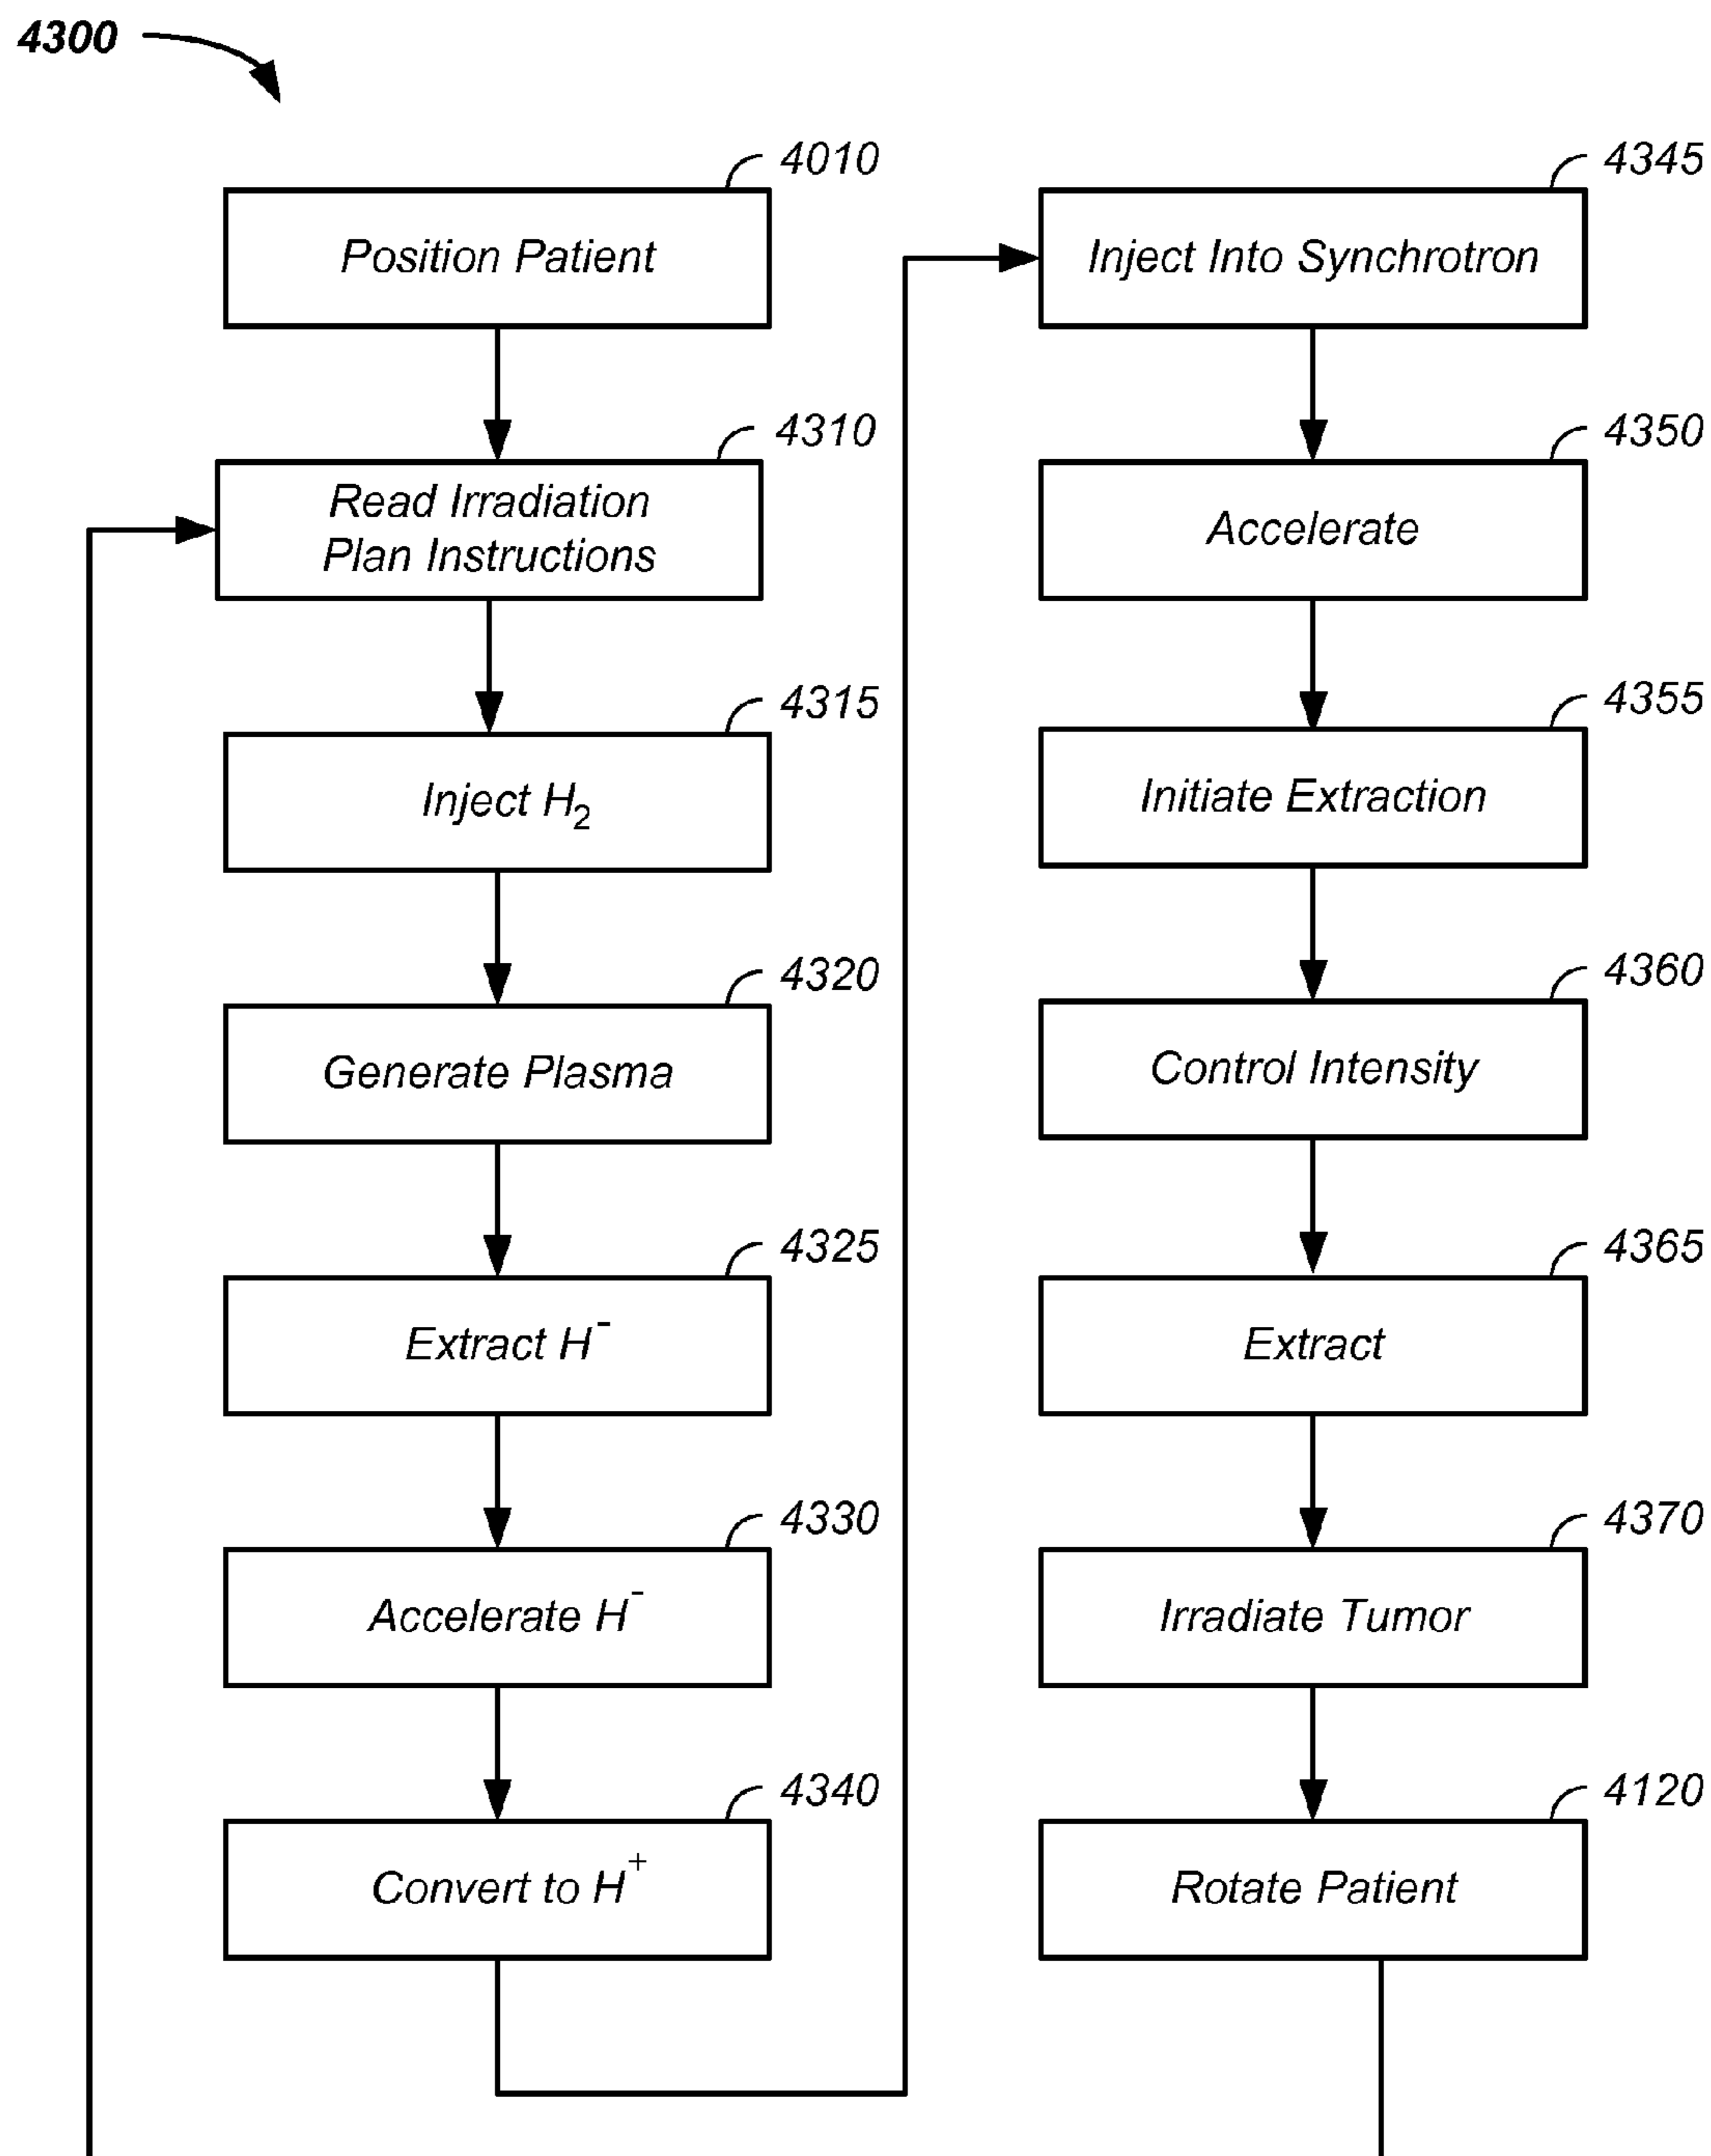 4300
4010
Position Patient
4310
Read Irradiation
Plan Instructions
4315
Inject H₂
4320
Generate Plasma
4325
Extract H⁻
4330
Accelerate H⁻
4340
Convert to H⁺
4345
Inject Into Synchrotron
4350
Accelerate
4355
Initiate Extraction
4360
Control Intensity
4365
Extract
4370
Irradiate Tumor
4120
Rotate Patient